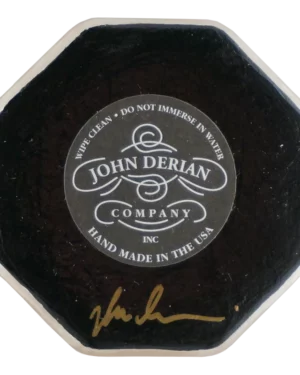 WIPE CLEAN • DO NOT IMMERSE IN WATER
JOHN DERIAN
COMPANY
INC
HAND MADE IN THE USA